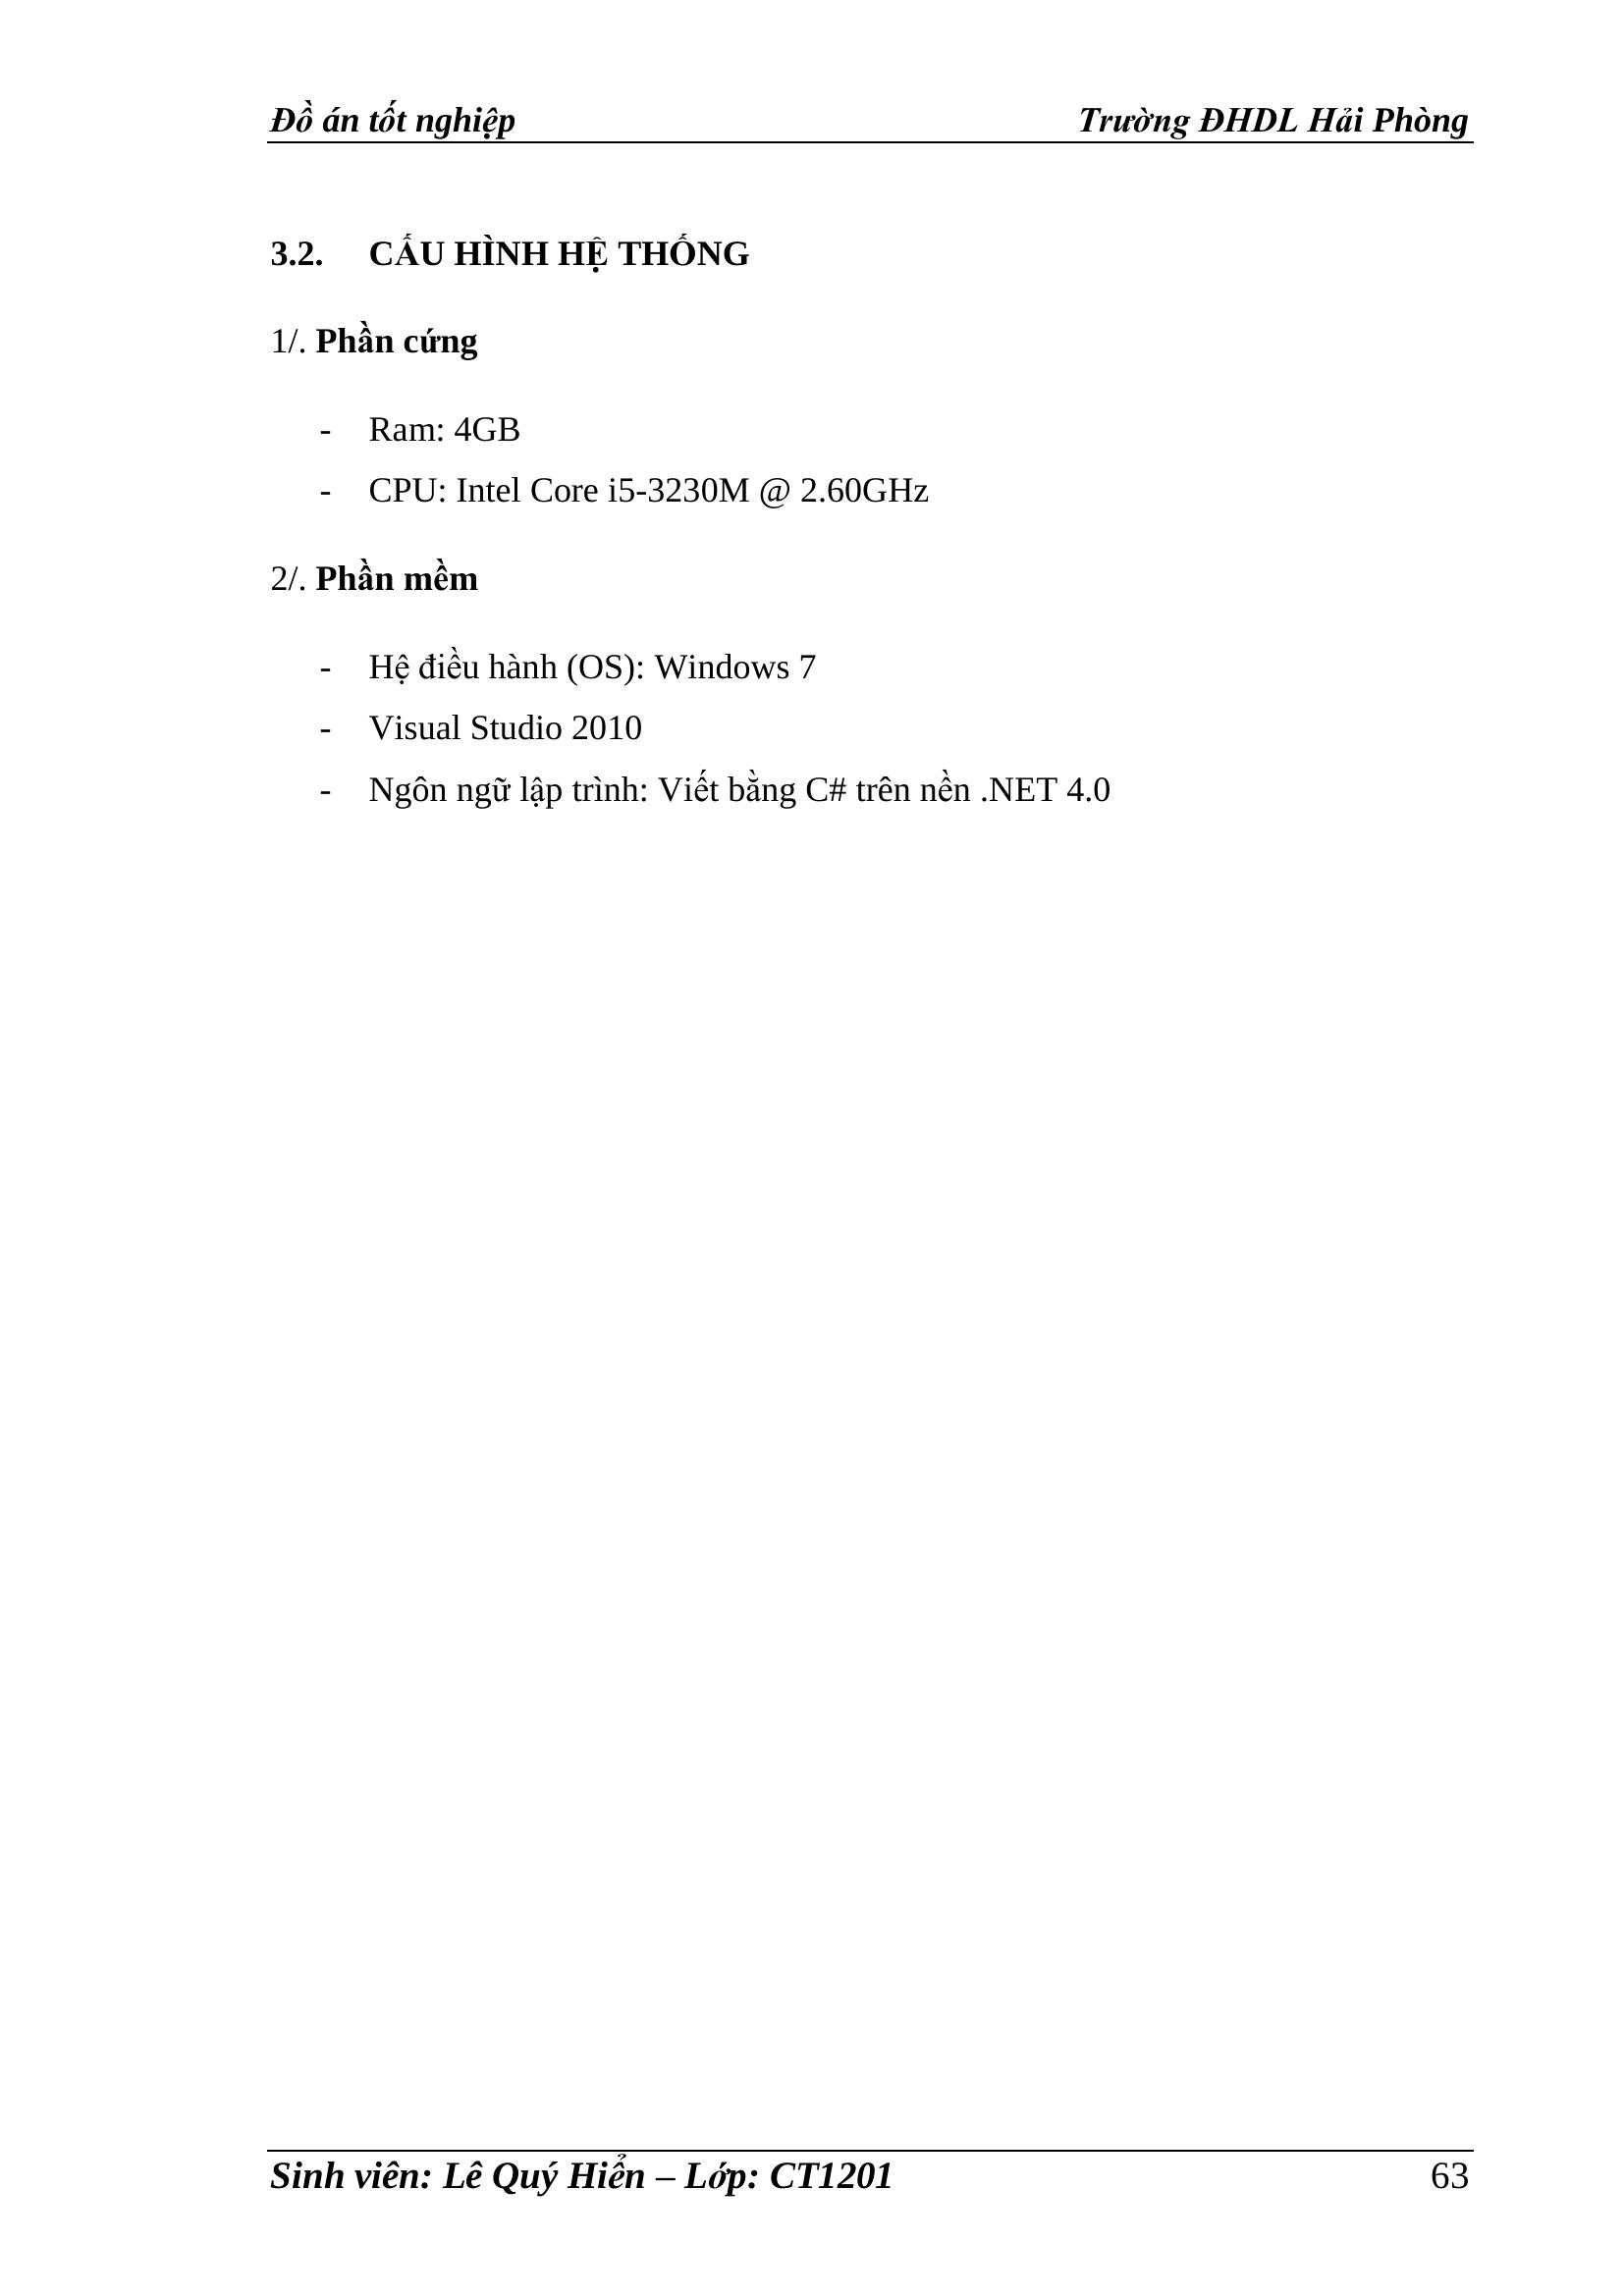 Đồ án tốt nghiệp Trường ĐHDL Hải Phòng
3.2. CẤU HÌNH HỆ THỐNG
1/. Phần cứng
- Ram: 4GB
- CPU: Intel Core i5-3230M @ 2.60GHz
2/. Phần mềm
- Hệ điều hành (OS): Windows 7
- Visual Studio 2010
- Ngôn ngữ lập trình: Viết bằng C# trên nền .NET 4.0
Sinh viên: Lê Quý Hiển – Lớp: CT1201 63